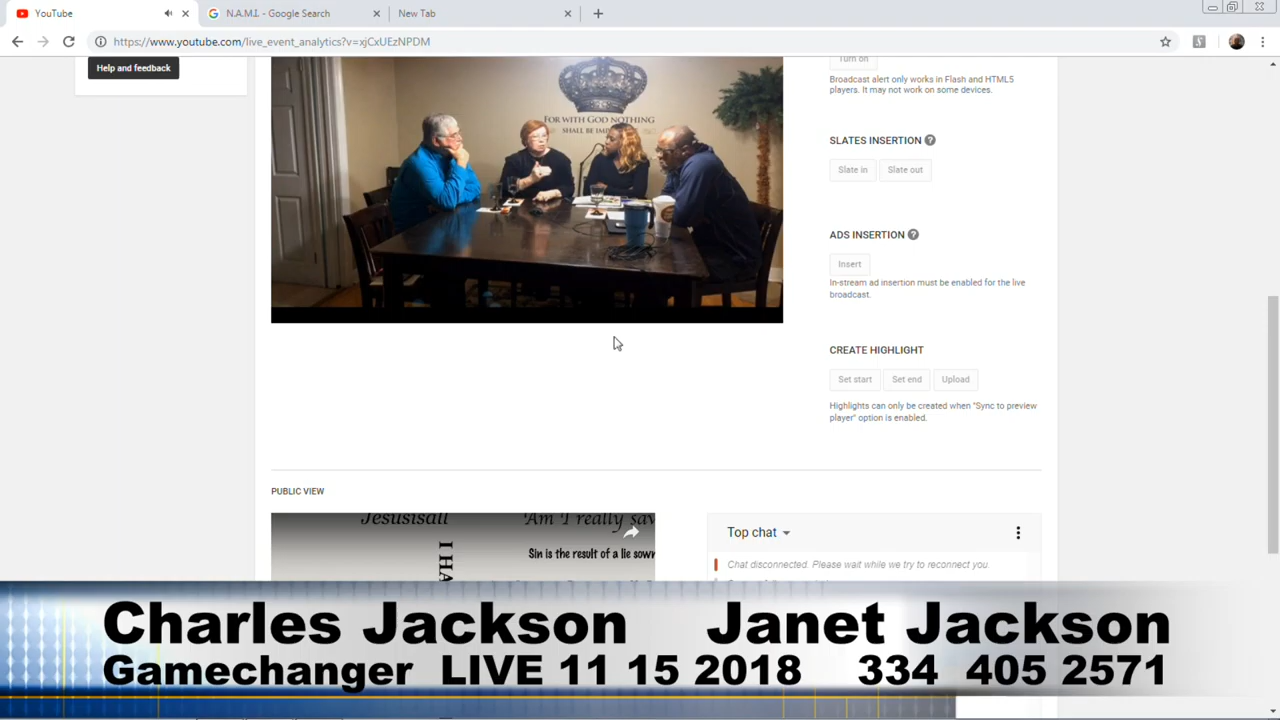 YouTube
N.A.M.I. - Google Search
New Tab
https://www.youtube.com/live_event_analytics?v=xjCxUEzNPDM
Help and feedback
FOR WITH GOD NOTHING
SHALL BE
Turn on
Broadcast alert only works in Flash and HTML5
players. It may not work on some devices.
SLATES INSERTION ?
Slate in Slate out
ADS INSERTION ?
Insert
In-stream ad insertion must be enabled for the live
broadcast.
CREATE HIGHLIGHT
Set start Set end Upload
Highlights can only be created when "Sync to preview
player" option is enabled.
PUBLIC VIEW
Jesusisall 'Am I really sav
Sin is the result of a lie sown
I HA
Top chat
Chat disconnected. Please wait while we try to reconnect you.
Charles Jackson Janet Jackson
Gamechanger LIVE 11 15 2018 334 405 2571